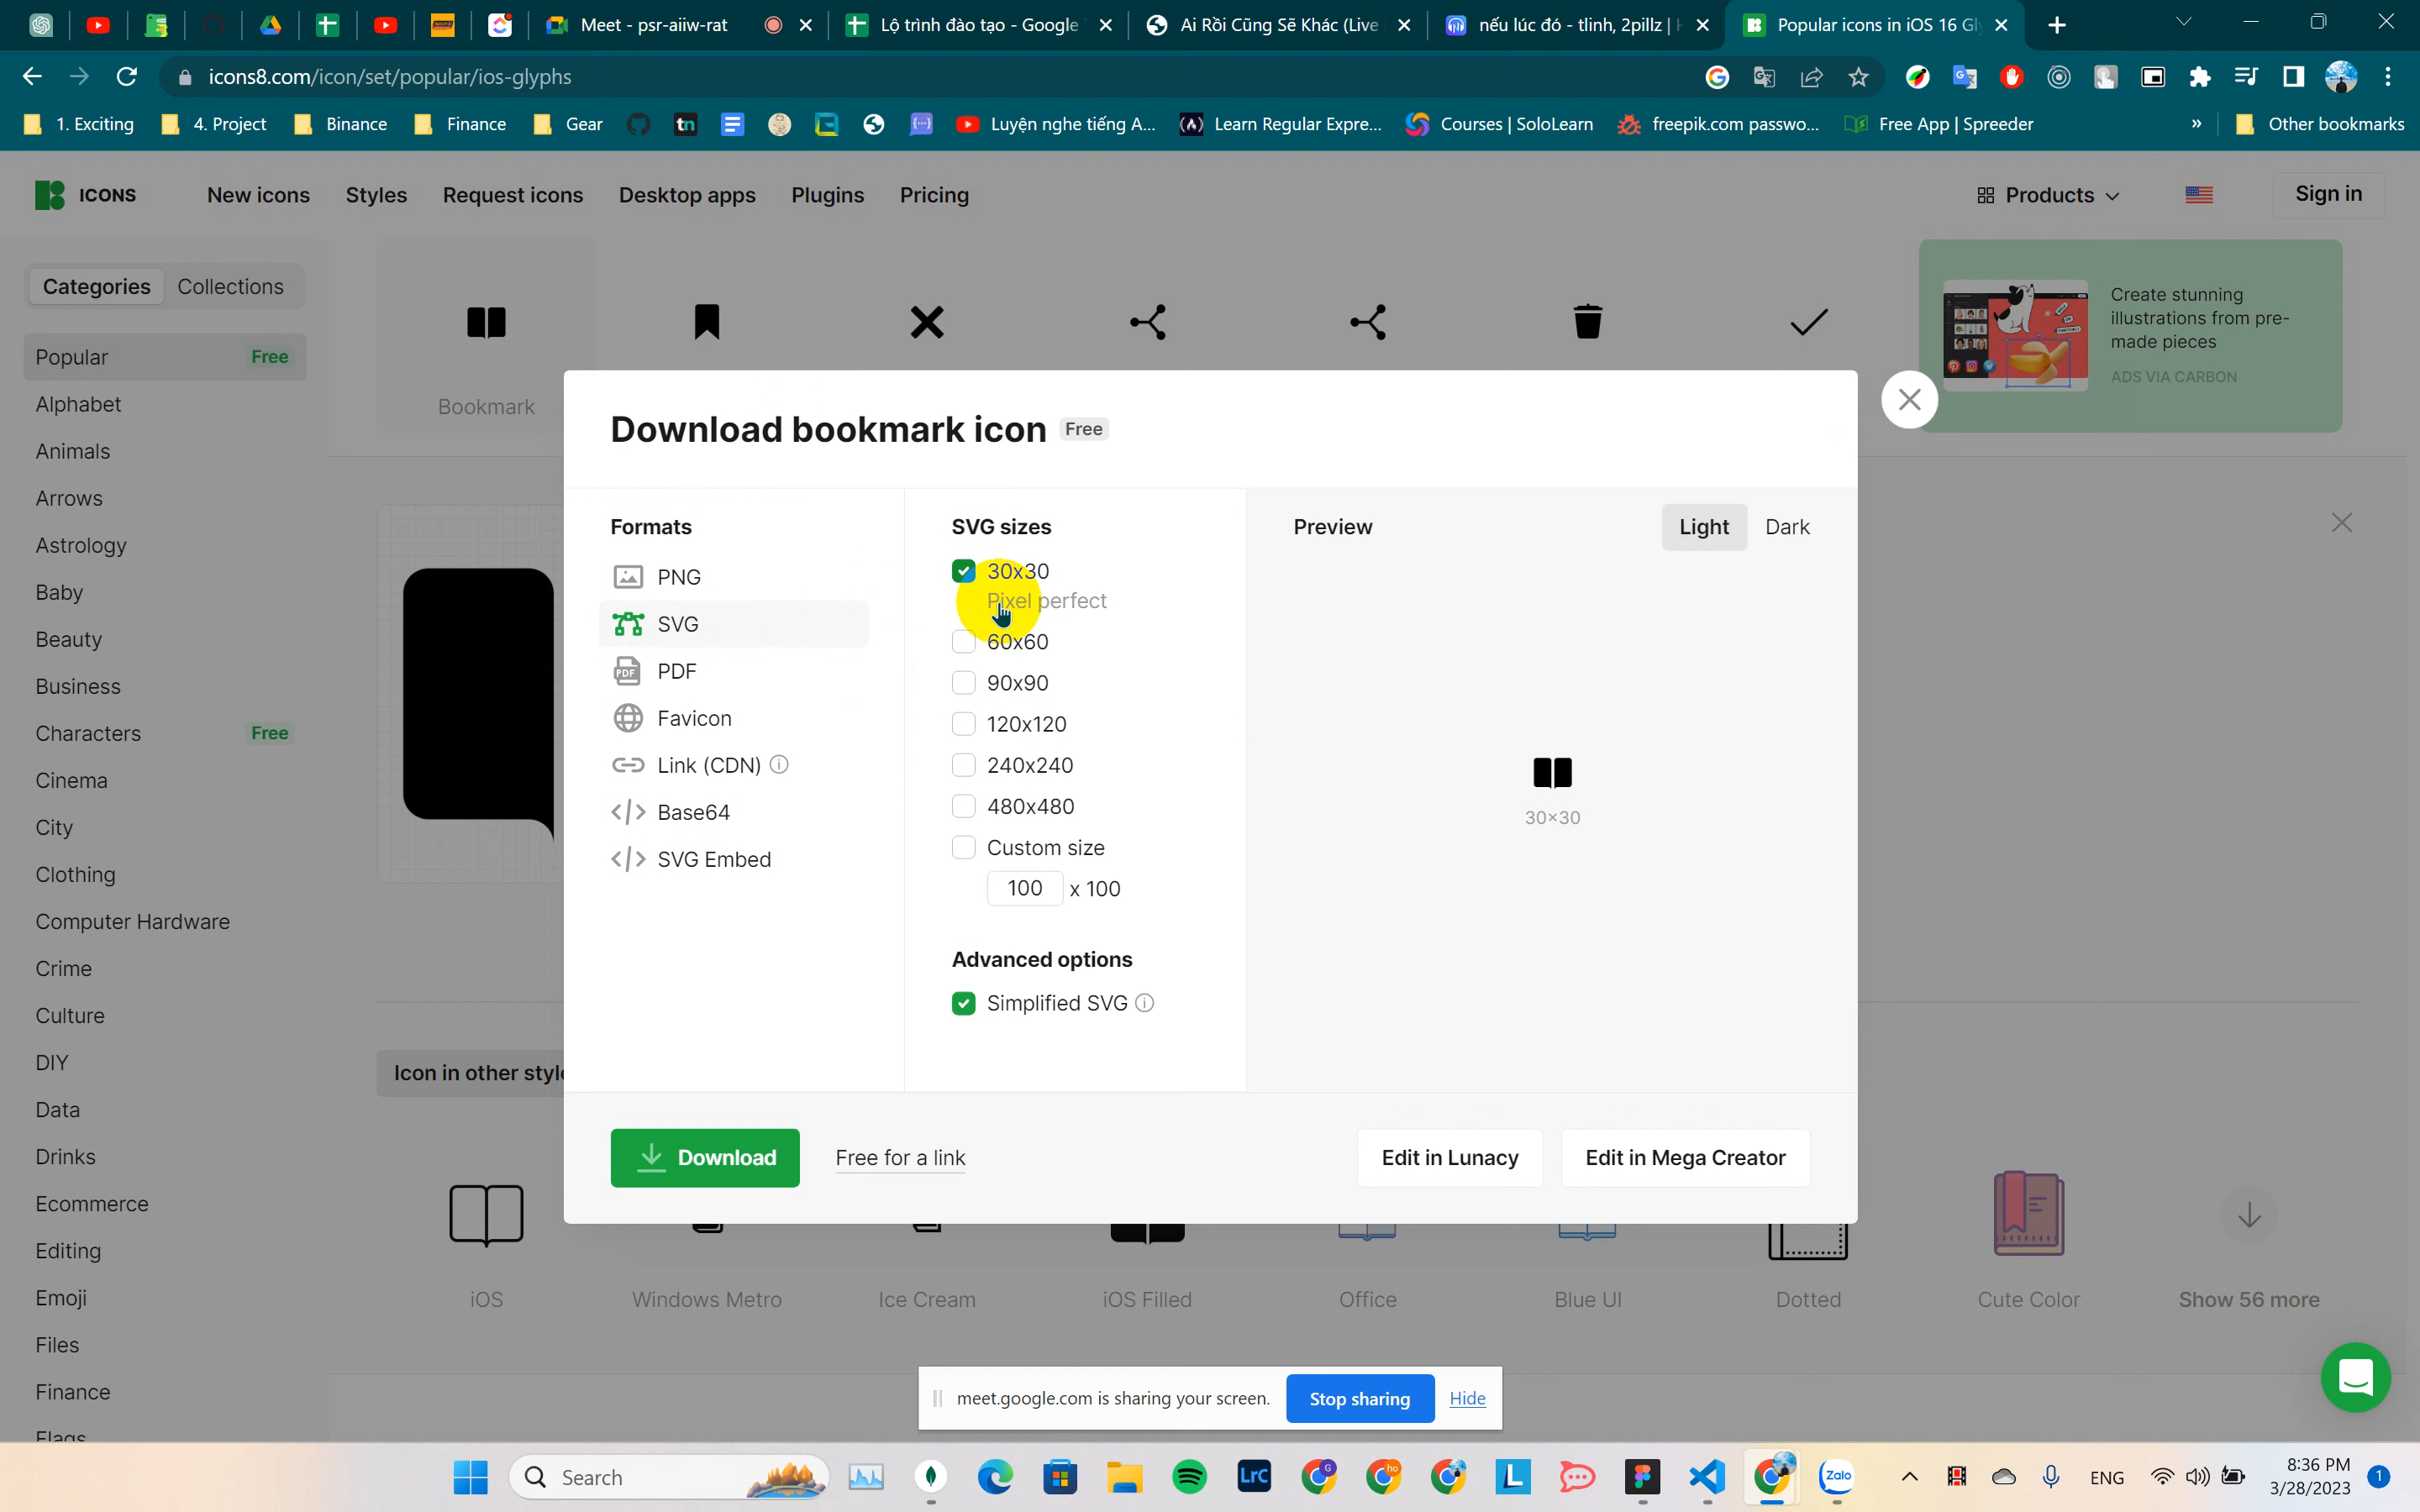 Meet - psr-aiiw-rat
Lộ trình đào tạo - Google
Ai Rồi Cũng Sẽ Khác (Live
nếu lúc đó - tlinh, 2pillz |
Popular icons in iOS 16 Gly
icons8.com/icon/set/popular/ios-glyphs
1. Exciting
4. Project
Binance
Finance
Gear
tn
Luyện nghe tiếng A...
Learn Regular Expre...
Courses | SoloLearn
freepik.com passwo...
Free App | Spreeder
»
Other bookmarks
ICONS
New icons
Styles
Request icons
Desktop apps
Plugins
Pricing
Products
Sign in
Categories
Collections
Popular
Free
Alphabet
Animals
Arrows
Astrology
Baby
Beauty
Business
Characters
Free
Cinema
City
Clothing
Computer Hardware
Crime
Culture
DIY
Data
Drinks
Ecommerce
Editing
Emoji
Files
Finance
Flags
Bookmark
Create stunning
illustrations from pre-
made pieces
ADS VIA CARBON
Download bookmark icon
Free
Formats
PNG
SVG
PDF
Favicon
Link (CDN)
Base64
SVG Embed
SVG sizes
30x30
Pixel perfect
60x60
90x90
120x120
240x240
480x480
Custom size
100 x 100
Advanced options
Simplified SVG
Preview
Light
Dark
30×30
Download
Free for a link
Edit in Lunacy
Edit in Mega Creator
Icon in other style
iOS
Windows Metro
Ice Cream
iOS Filled
Office
Blue UI
Dotted
Cute Color
Show 56 more
meet.google.com is sharing your screen.
Stop sharing
Hide
Search
LrC
ho
L
Zalo
ENG
8:36 PM
3/28/2023
1